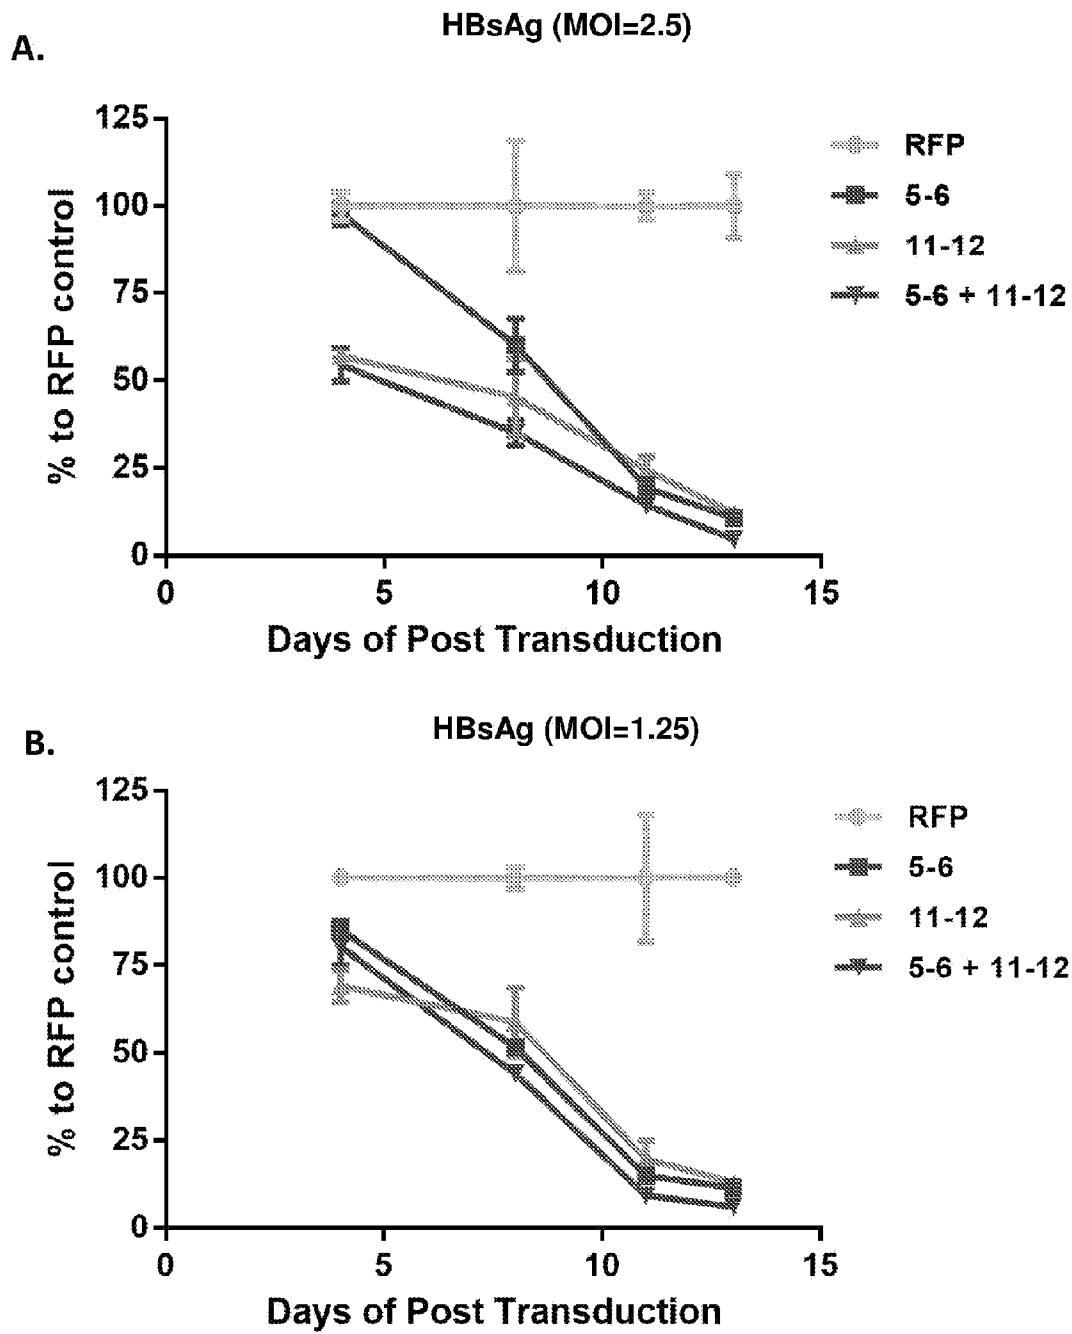 HBsAg (MOI=2.5)
A.
125
100
75
50
25
0
% to RFP control
0 5 10 15
Days of Post Transduction
RFP
5-6
11-12
5-6 + 11-12
HBsAg (MOI=1.25)
B.
125
100
75
50
25
0
% to RFP control
0 5 10 15
Days of Post Transduction
RFP
5-6
11-12
5-6 + 11-12